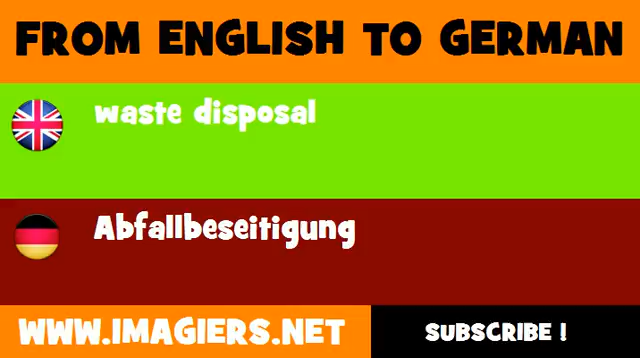 FROM ENGLISH TO GERMAN
waste disposal
Abfallbeseitigung
WWW.IMAGIERS.NET
SUBSCRIBE !